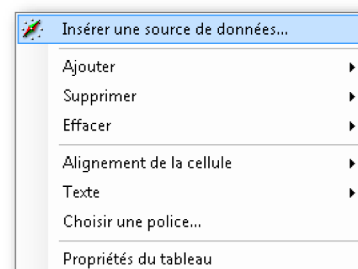 Insérer une source de données...
Ajouter
Supprimer
Effacer
Alignement de la cellule
Texte
Choisir une police...
Propriétés du tableau